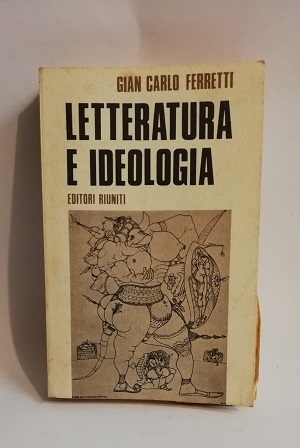 GIAN CARLO FERRETTI
LETTERATURA
E IDEOLOGIA
EDITORI RIUNITI